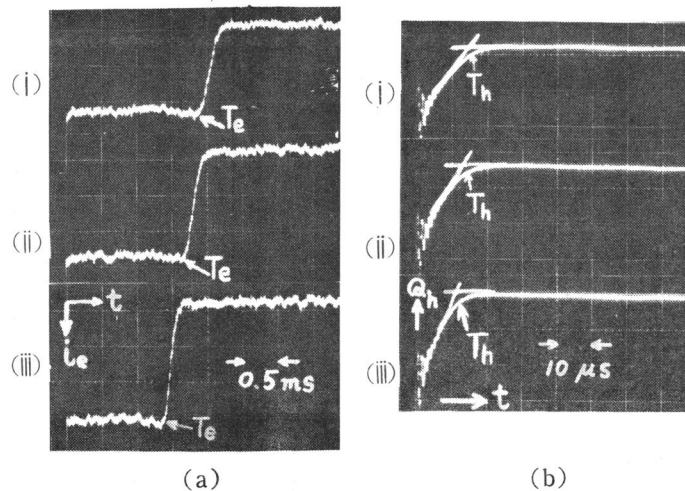 (i)
Te
(ii)
Te
t
ie
(iii)
0.5ms
Te
(a)
(i)
Th
(ii)
Th
Qh
Th
(iii)
10 μs
t
(b)